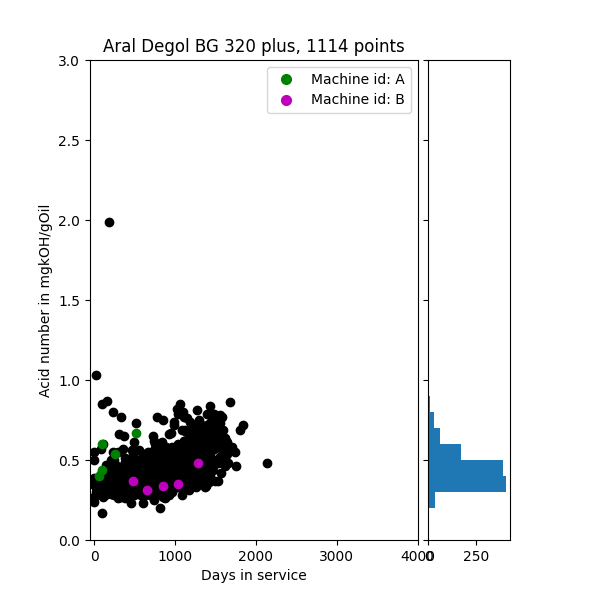 Aral Degol BG 320 plus, 1114 points
Machine id: A
Machine id: B
Acid number in mgkOH/gOil
3.0
2.5
2.0
1.5
1.0
0.5
0.0
0 1000 2000 3000 4000
0 250
Days in service